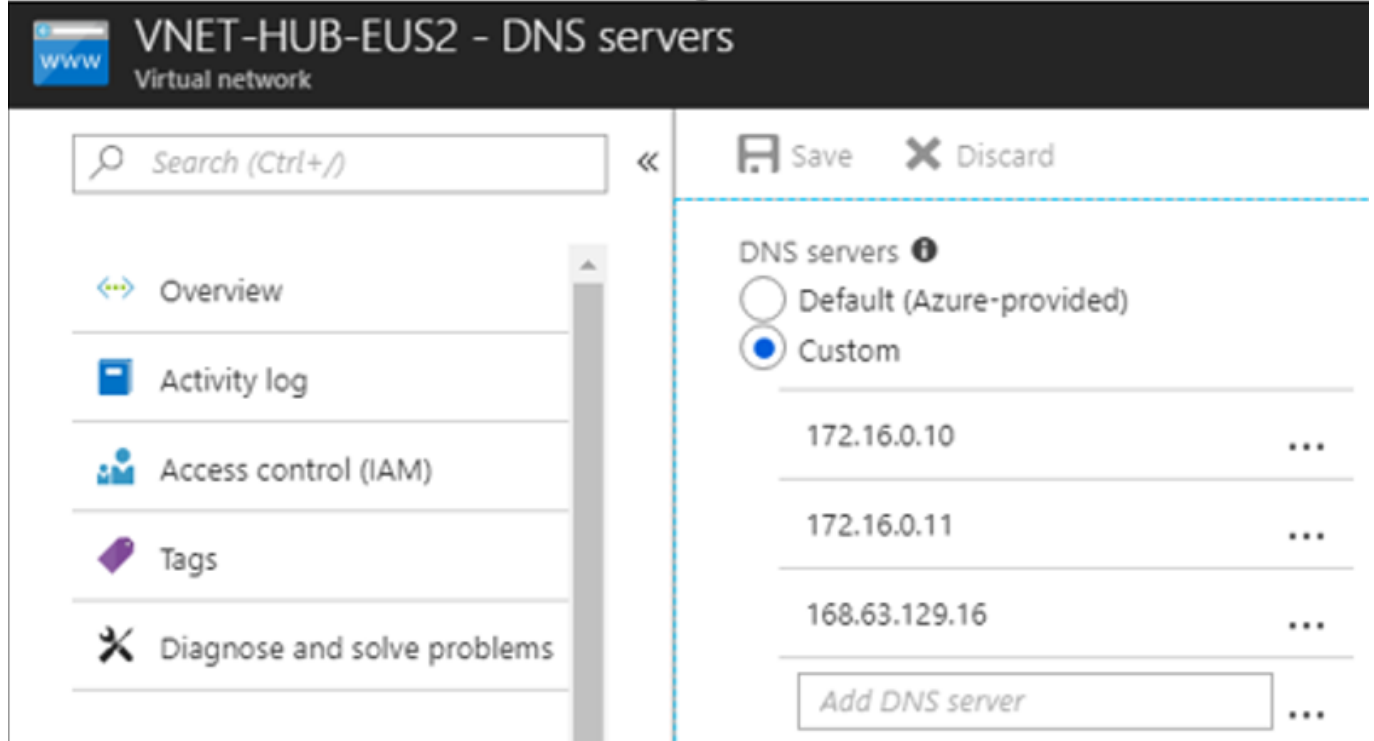 www
VNET-HUB-EUS2 - DNS servers
Virtual network
Search (Ctrl+/)
«
Overview
Activity log
Access control (IAM)
Tags
Diagnose and solve problems
Save
Discard
DNS servers
Default (Azure-provided)
Custom
172.16.0.10
...
172.16.0.11
...
168.63.129.16
...
Add DNS server
...